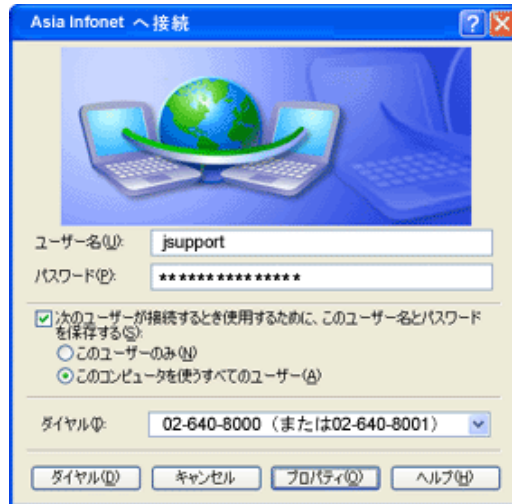 Asia Infonet へ接続
ユーザー名(U):
jsupport
パスワード(P):
***************
次のユーザーが接続するとき使用するために、このユーザー名とパスワード
を保存する(S):
このユーザーのみ(N)
このコンピュータを使うすべてのユーザー(A)
ダイヤル(I):
02-640-8000（または02-640-8001）
ダイヤル(D)
キャンセル
プロパティ(O)
ヘルプ(H)